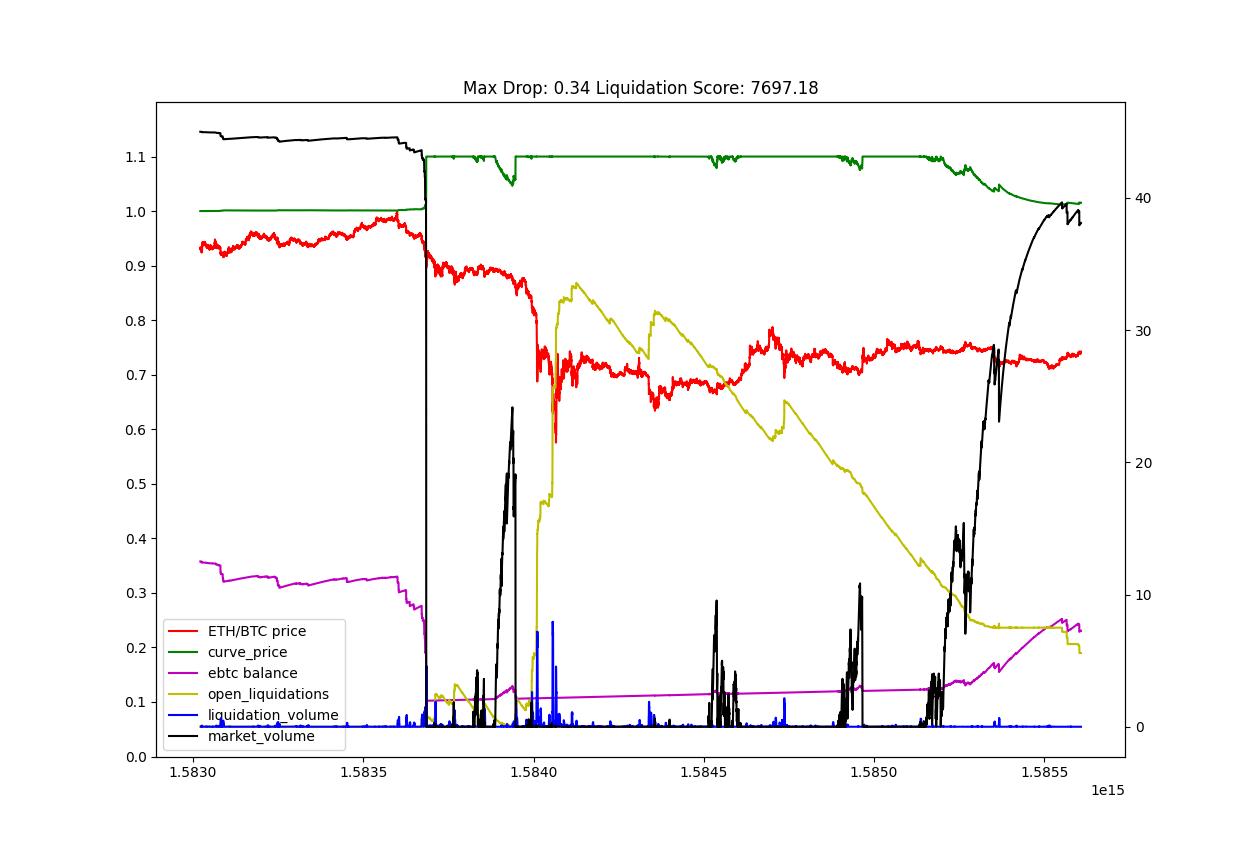 Max Drop: 0.34 Liquidation Score: 7697.18
1.1
1.0
0.9
0.8
0.7
0.6
0.5
0.4
0.3
0.2
0.1
0.0
40
30
20
10
0
ETH/BTC price
curve_price
ebtc balance
open_liquidations
liquidation_volume
market_volume
1.5830
1.5835
1.5840
1.5845
1.5850
1.5855
1e15